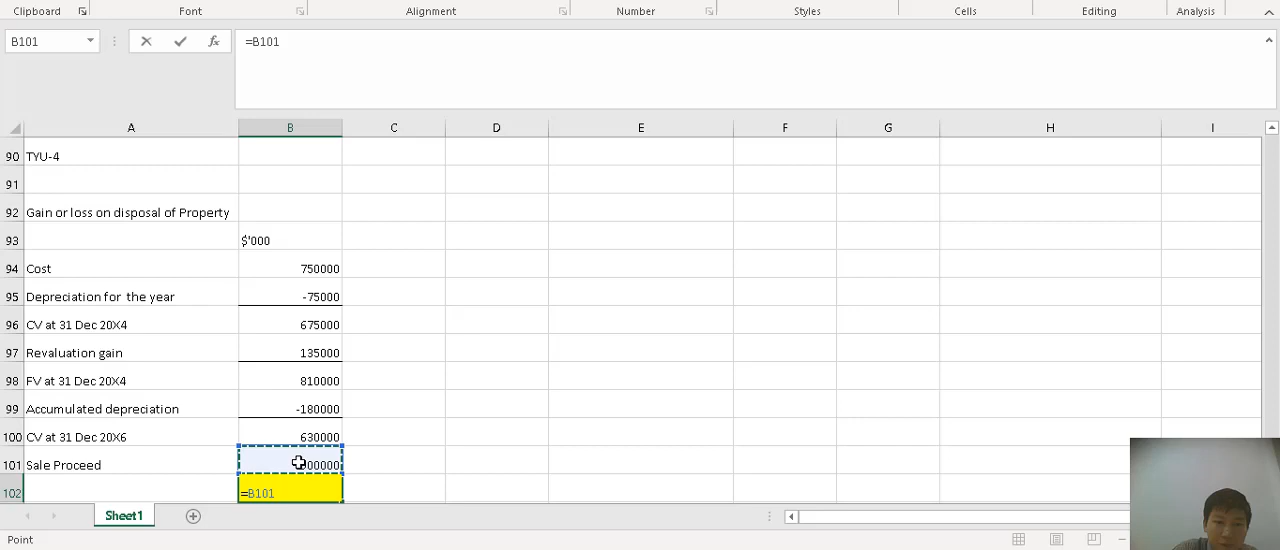 Clipboard Font Alignment Number Styles Cells Editing Analysis
B101 fx =B101
A B C D E F G H I
90 TYU-4
91
92 Gain or loss on disposal of Property
93 $'000
94 Cost 750000
95 Depreciation for the year -75000
96 CV at 31 Dec 20X4 675000
97 Revaluation gain 135000
98 FV at 31 Dec 20X4 810000
99 Accumulated depreciation -180000
100 CV at 31 Dec 20X6 630000
101 Sale Proceed
102 =B101
Sheet1
Point